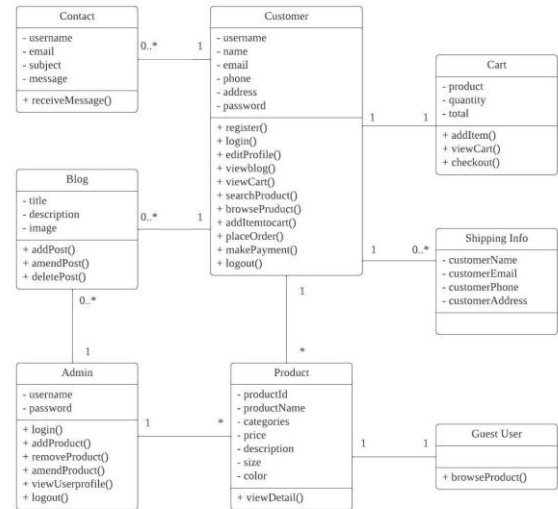 Contact
- username
- email
- subject
- message
+ receiveMessage()
0..*
1
Customer
- username
- name
- email
- phone
- address
- password
+ register()
+ login()
+ editProfile()
+ viewblog()
+ viewCart()
+ searchProduct()
+ browsePruduct()
+ addItemtocart()
+ placeOrder()
+ makePayment()
+ logout()
1
1
Cart
- product
- quantity
- total
+ addItem()
+ viewCart()
+ checkout()
Blog
- title
- description
- image
+ addPost()
+ amendPost()
+ deletePost()
0..*
1
1
0..*
Shipping Info
- customerName
- customerEmail
- customerPhone
- customerAddress
0..*
1
1
*
Admin
- username
- password
+ login()
+ addProduct()
+ removeProduct()
+ amendProduct()
+ viewUserprofile()
+ logout()
1
*
Product
- productId
- productName
- categories
- price
- description
- size
- color
+ viewDetail()
1
1
Guest User
+ browseProduct()